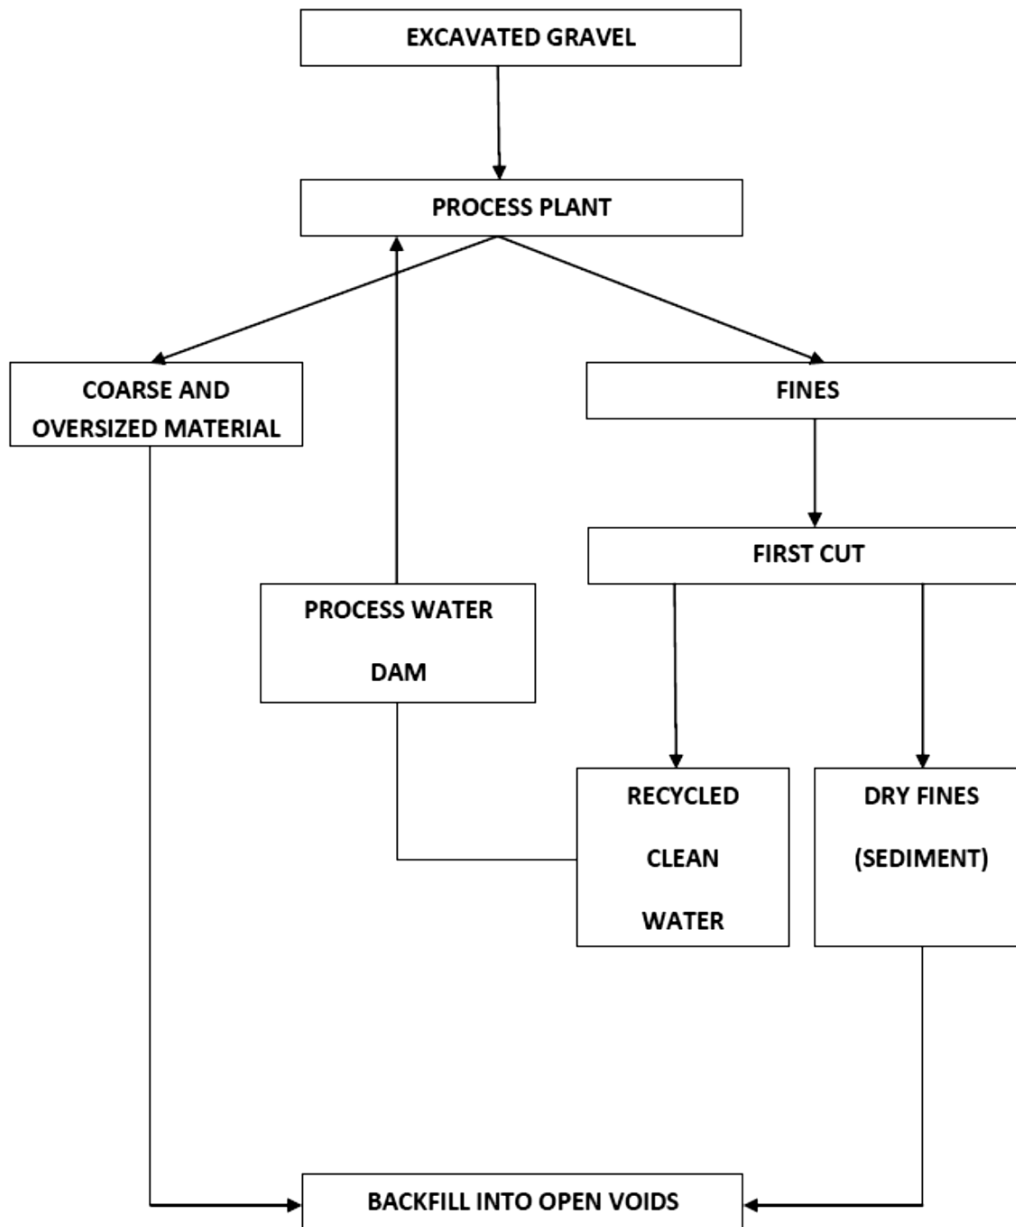 EXCAVATED GRAVEL
PROCESS PLANT
COARSE AND
OVERSIZED MATERIAL
FINES
FIRST CUT
PROCESS WATER
DAM
RECYCLED
CLEAN
WATER
DRY FINES
(SEDIMENT)
BACKFILL INTO OPEN VOIDS